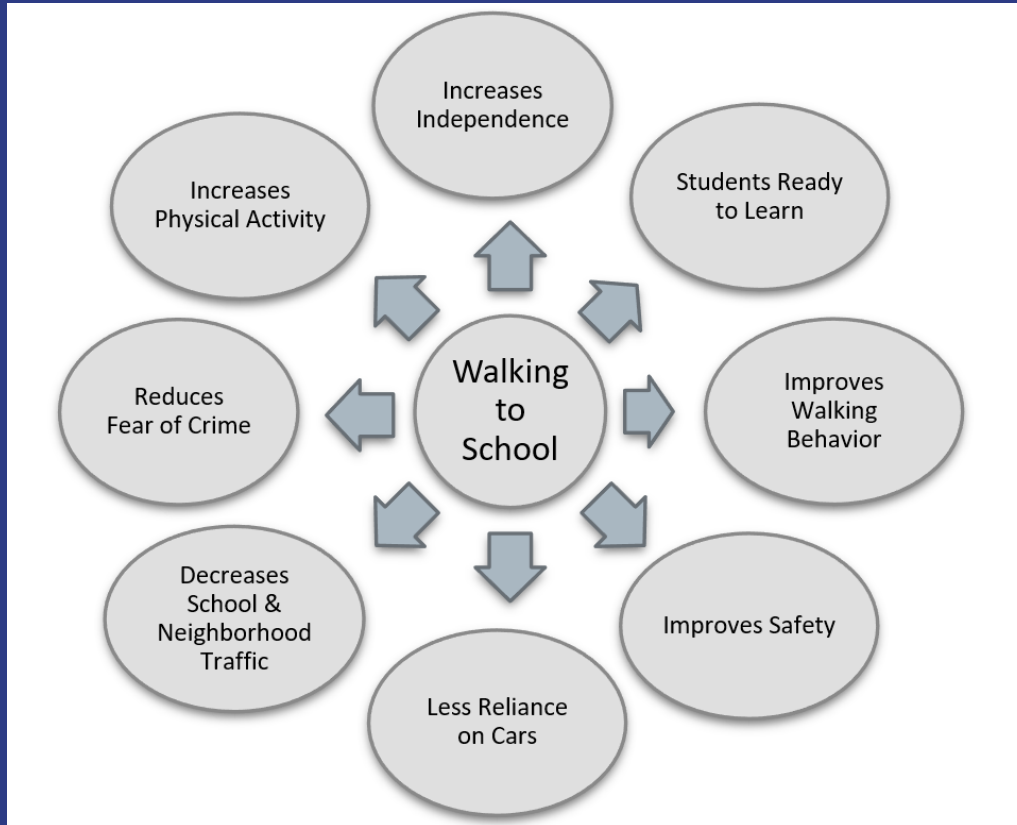 Increases
Independence
Students Ready
to Learn
Improves
Walking
Behavior
Improves Safety
Less Reliance
on Cars
Decreases
School &
Neighborhood
Traffic
Reduces
Fear of Crime
Increases
Physical Activity
Walking
to
School